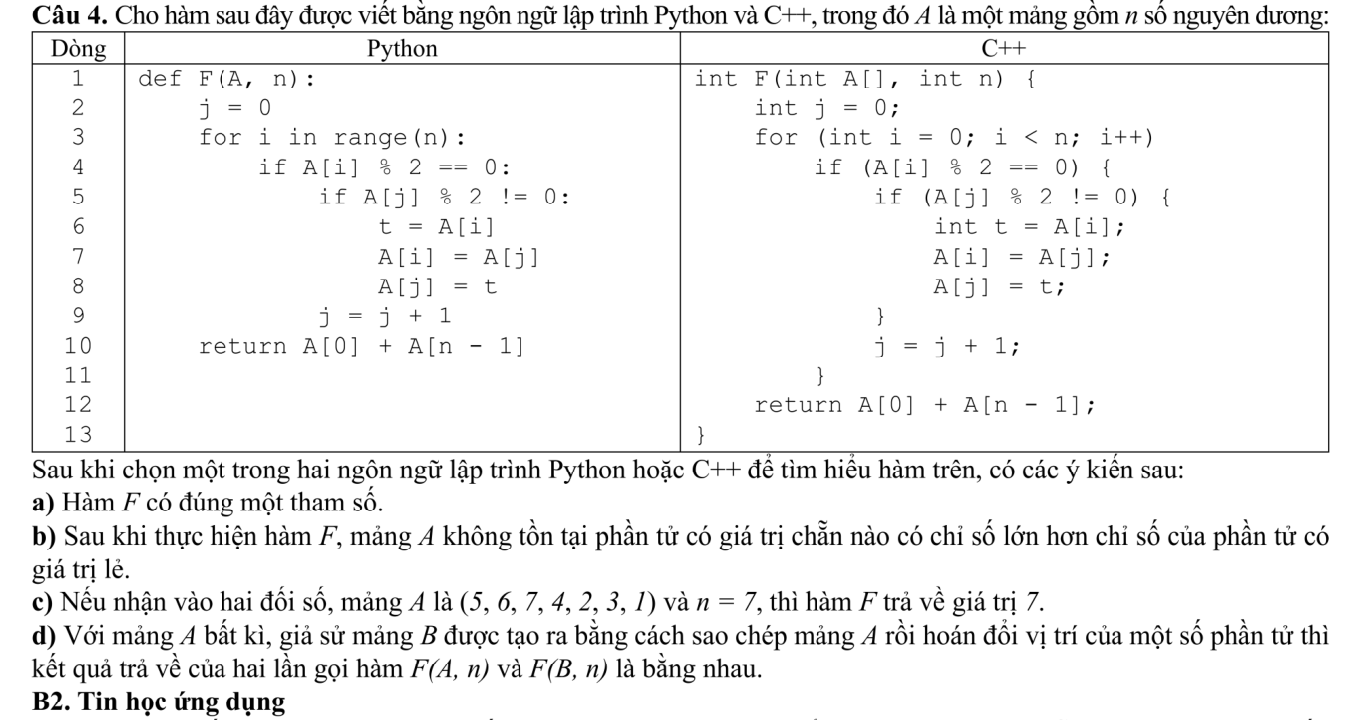 Câu 4. Cho hàm sau đây được viết bằng ngôn ngữ lập trình Python và C++, trong đó A là một mảng gồm n số nguyên dương:
Dòng Python C++
1 def F(A, n): int F(int A[], int n) {
2 j = 0 int j = 0;
3 for i in range(n): for (int i = 0; i < n; i++)
4 if A[i] % 2 == 0: if (A[i] % 2 == 0) {
5 if A[j] % 2 != 0: if (A[j] % 2 != 0) {
6 t = A[i] int t = A[i];
7 A[i] = A[j] A[i] = A[j];
8 A[j] = t A[j] = t;
9 j = j + 1 }
10 return A[0] + A[n - 1] j = j + 1;
11 }
12 return A[0] + A[n - 1];
13 }
Sau khi chọn một trong hai ngôn ngữ lập trình Python hoặc C++ để tìm hiểu hàm trên, có các ý kiến sau:
a) Hàm F có đúng một tham số.
b) Sau khi thực hiện hàm F, mảng A không tồn tại phần tử có giá trị chẵn nào có chỉ số lớn hơn chỉ số của phần tử có
giá trị lẻ.
c) Nếu nhận vào hai đối số, mảng A là (5, 6, 7, 4, 2, 3, 1) và n = 7, thì hàm F trả về giá trị 7.
d) Với mảng A bất kì, giả sử mảng B được tạo ra bằng cách sao chép mảng A rồi hoán đổi vị trí của một số phần tử thì
kết quả trả về của hai lần gọi hàm F(A, n) và F(B, n) là bằng nhau.
B2. Tin học ứng dụng